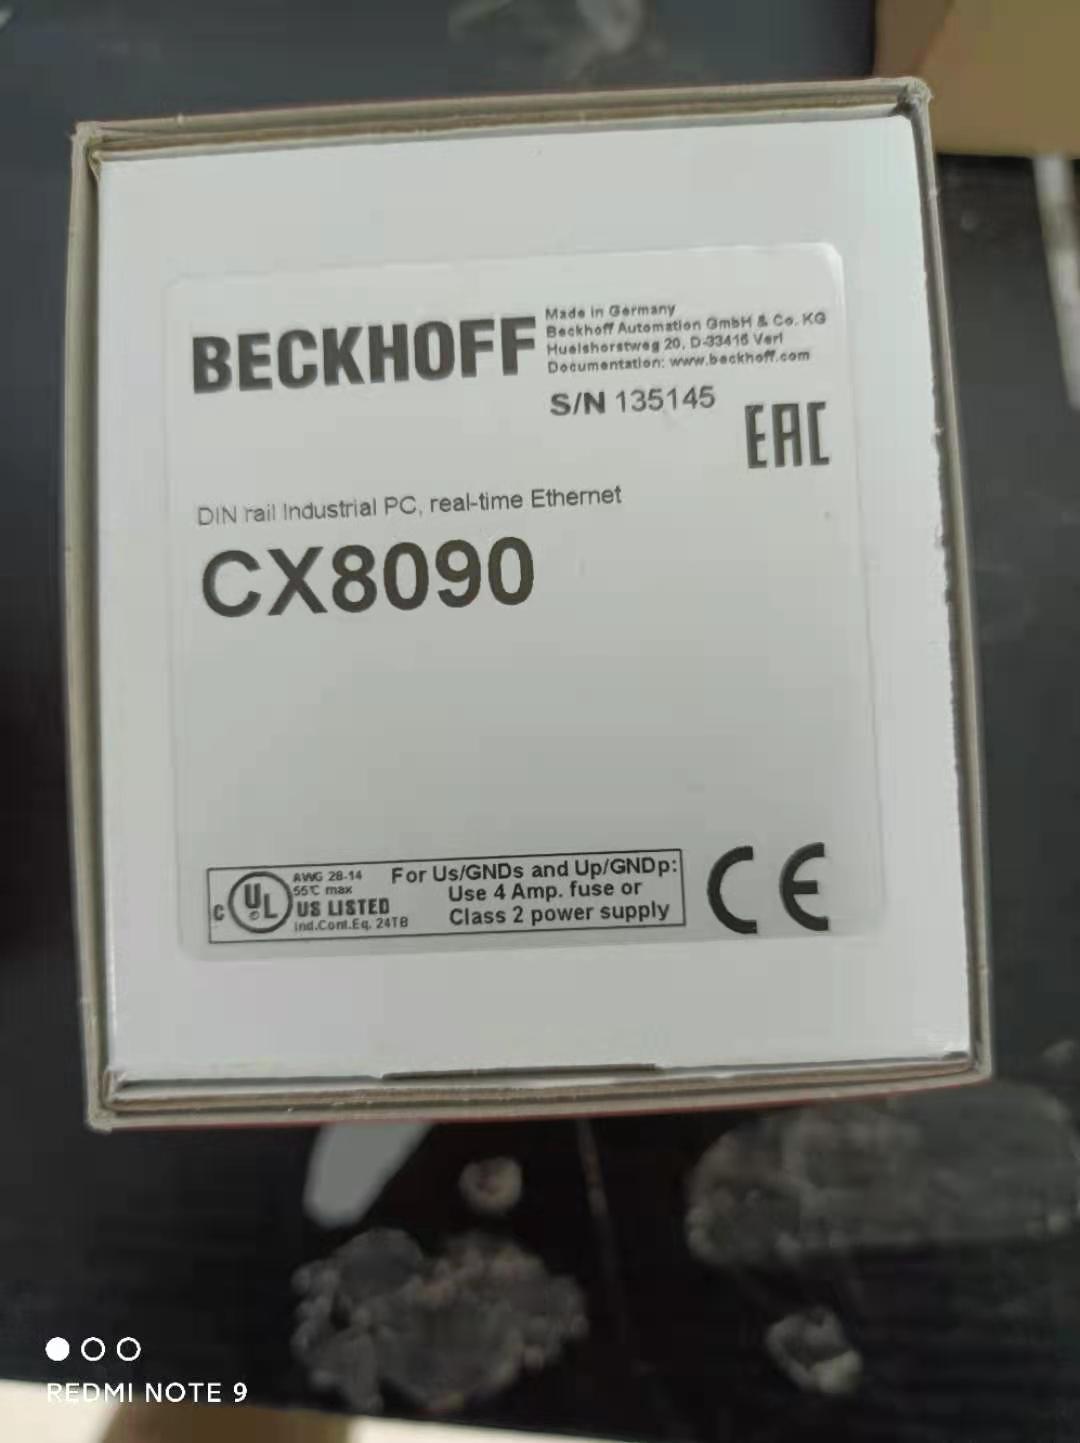 BECKHOFF
Made in Germany
Beckhoff Automation GmbH & Co. KG
Huelshorstweg 20, D-33415 Verl
Documentation: www.beckhoff.com
S/N 135145
EAC
DIN rail Industrial PC, real-time Ethernet
CX8090
C UL
AWG 28-14
55°C max
US LISTED
Ind.Cont.Eq. 24TB
For Us/GNDs and Up/GNDp:
Use 4 Amp. fuse or
Class 2 power supply
CE
REDMI NOTE 9